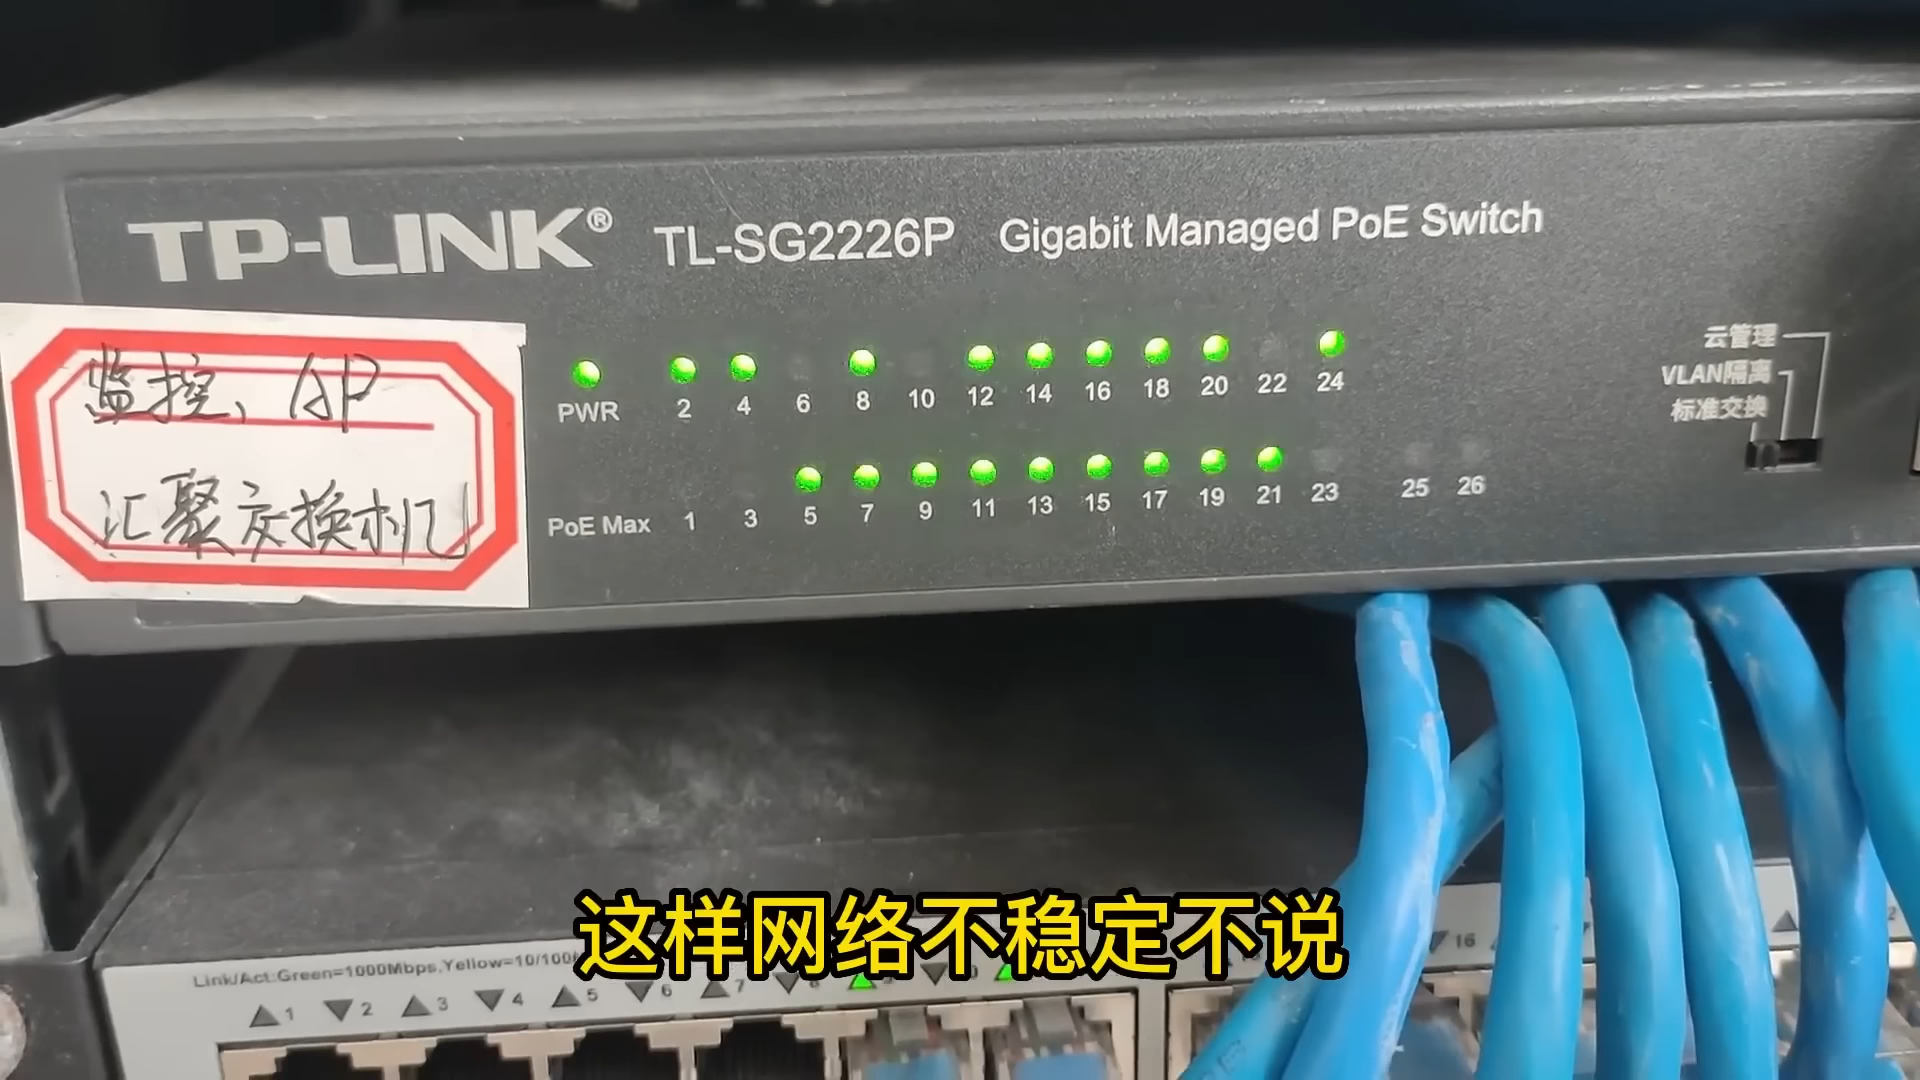 TP-LINK® TL-SG2226P Gigabit Managed PoE Switch
监控、AP
汇聚交换机
PWR 2 4 6 8 10 12 14 16 18 20 22 24
PoE Max 1 3 5 7 9 11 13 15 17 19 21 23 25 26
云管理
VLAN隔离
标准交换
这样网络不稳定不说
Link/Act:Green=1000Mbps,Yellow=10/100
1 2 3 4 5 6 7 8 9 16